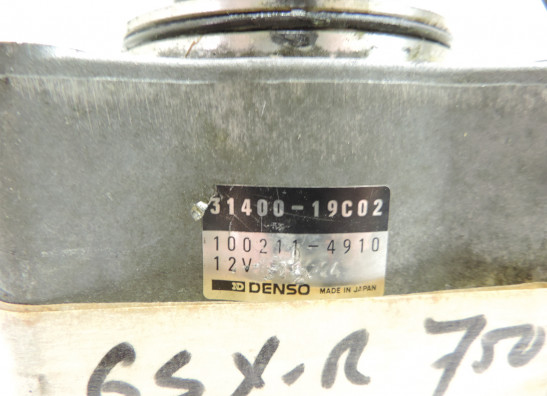 31400-19C02
100211-4910
12V
DENSO MADE IN JAPAN
GSX-R 750